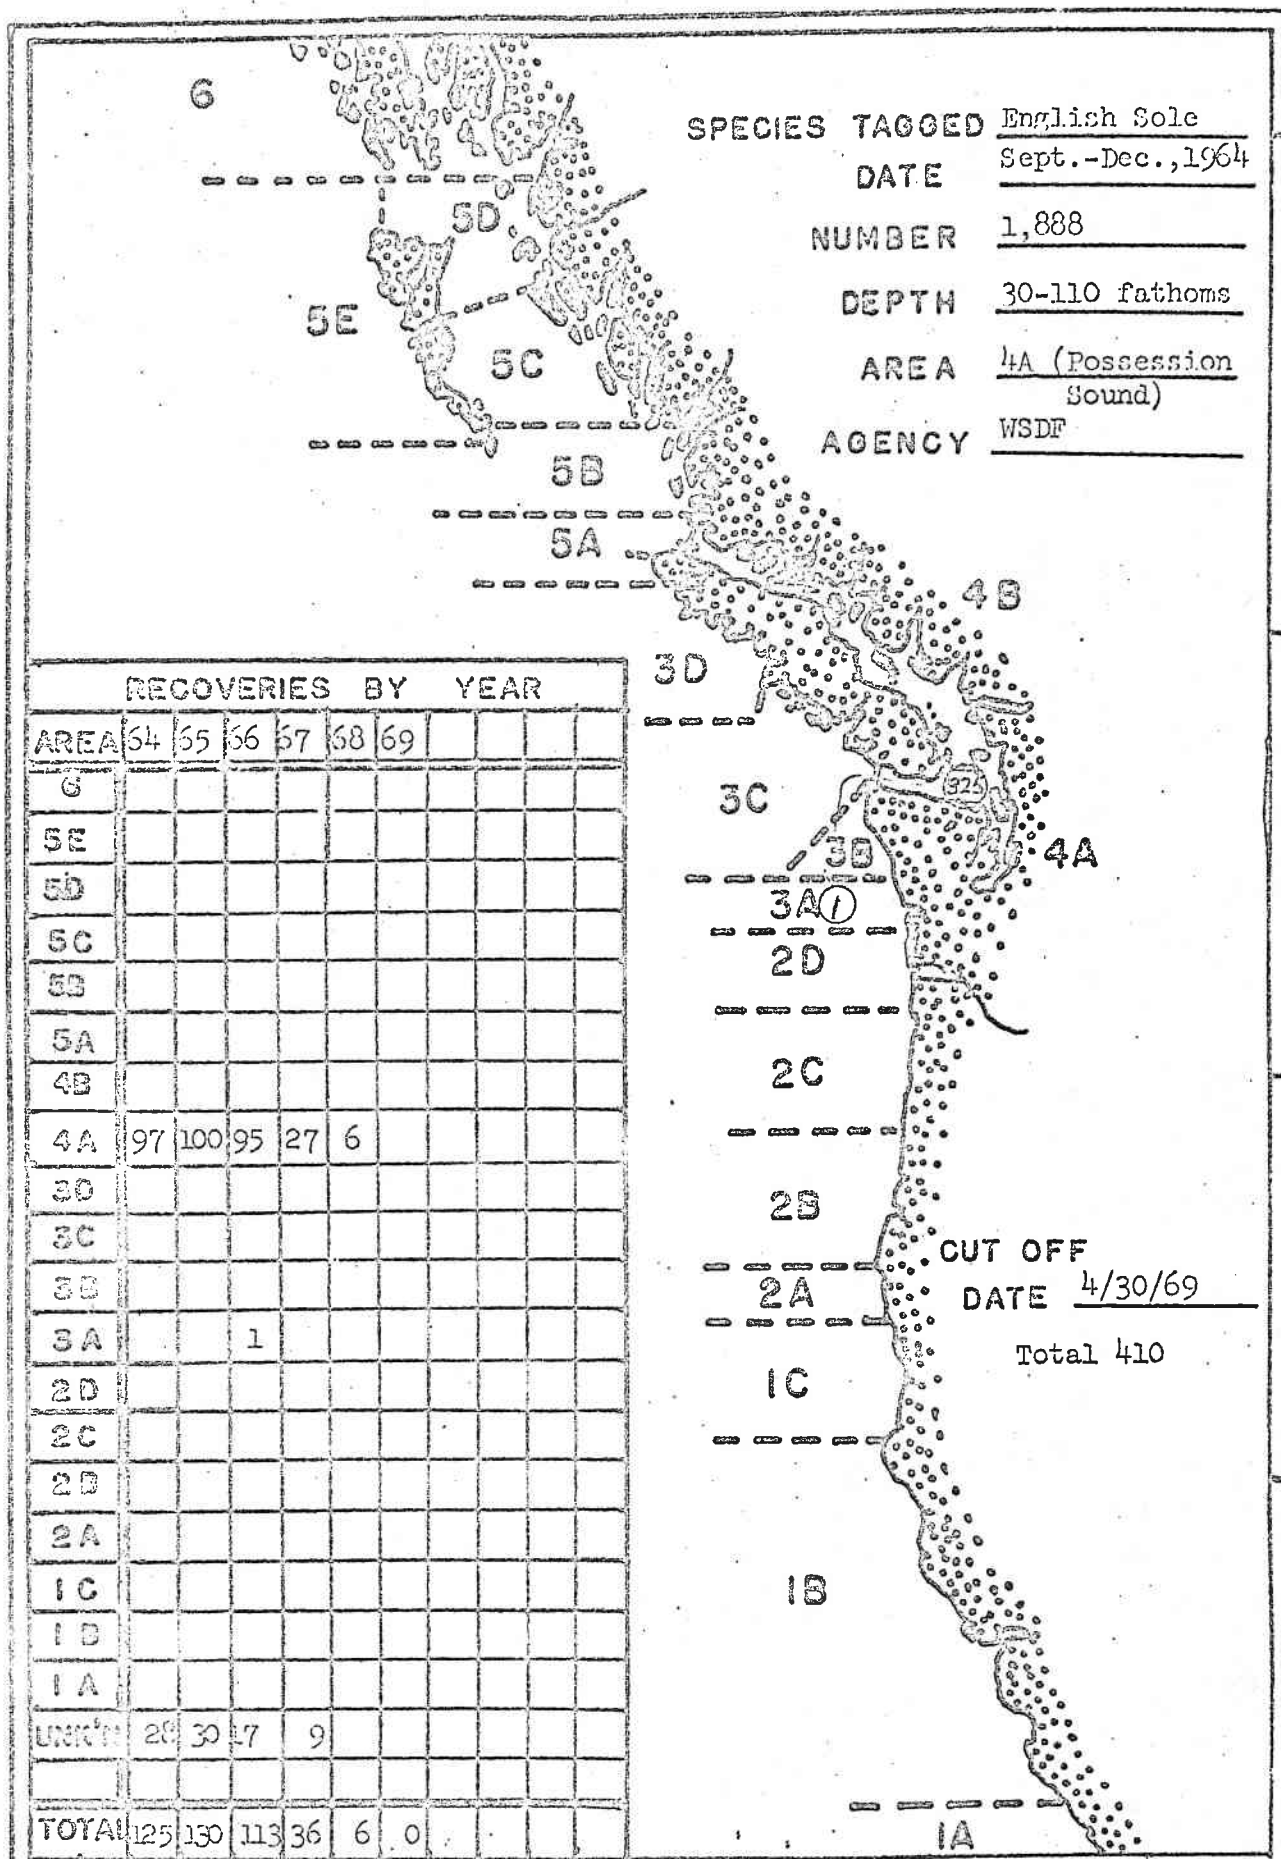 6
SPECIES TAGGED English Sole
DATE Sept.-Dec.,1964
NUMBER 1,888
DEPTH 30-110 fathoms
AREA 4A (Possession
Sound)
AGENCY WSDF
5D
5E
5C
5B
5A
4B
3D
3C
325
3B
4A
3A 1
2D
2C
2B
2A
1C
1B
1A
CUT OFF
DATE 4/30/69
Total 410
RECOVERIES BY YEAR
AREA 64 65 66 67 68 69
6
5E
5D
5C
5B
5A
4B
4A 97 100 95 27 6
3D
3C
3B
3A 1
2D
2C
2B
2A
1C
1B
1A
UNK'N 28 30 17 9
TOTAL 125 130 113 36 6 0